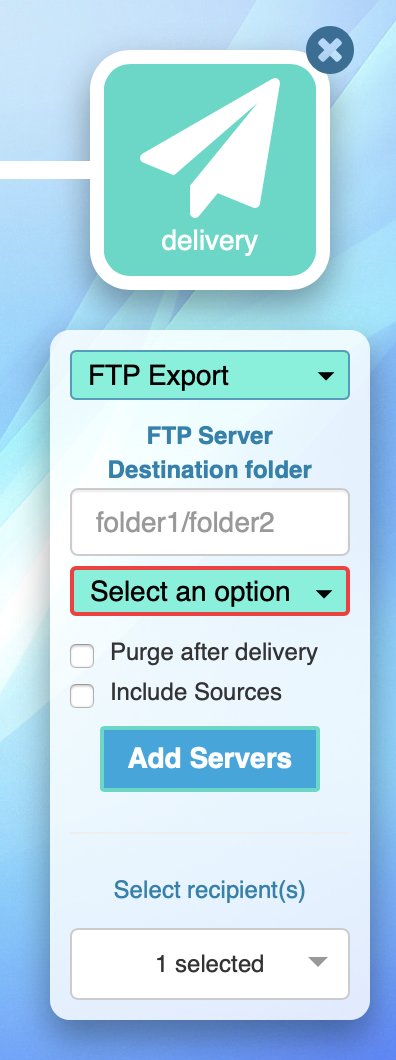 delivery
FTP Export
FTP Server
Destination folder
folder1/folder2
Select an option
Purge after delivery
Include Sources
Add Servers
Select recipient(s)
1 selected